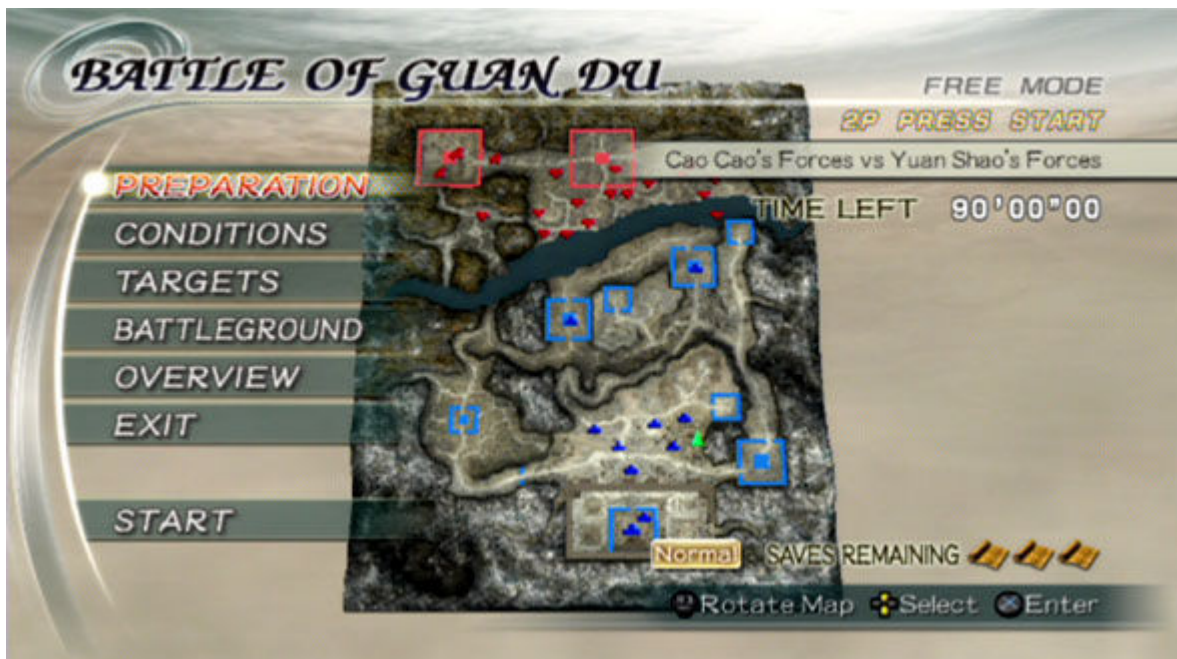 BATTLE OF GUAN DU
FREE MODE
2P PRESS START
Cao Cao's Forces vs Yuan Shao's Forces
TIME LEFT 90'00"00
PREPARATION
CONDITIONS
TARGETS
BATTLEGROUND
OVERVIEW
EXIT
START
Normal SAVES REMAINING
Rotate Map Select Enter